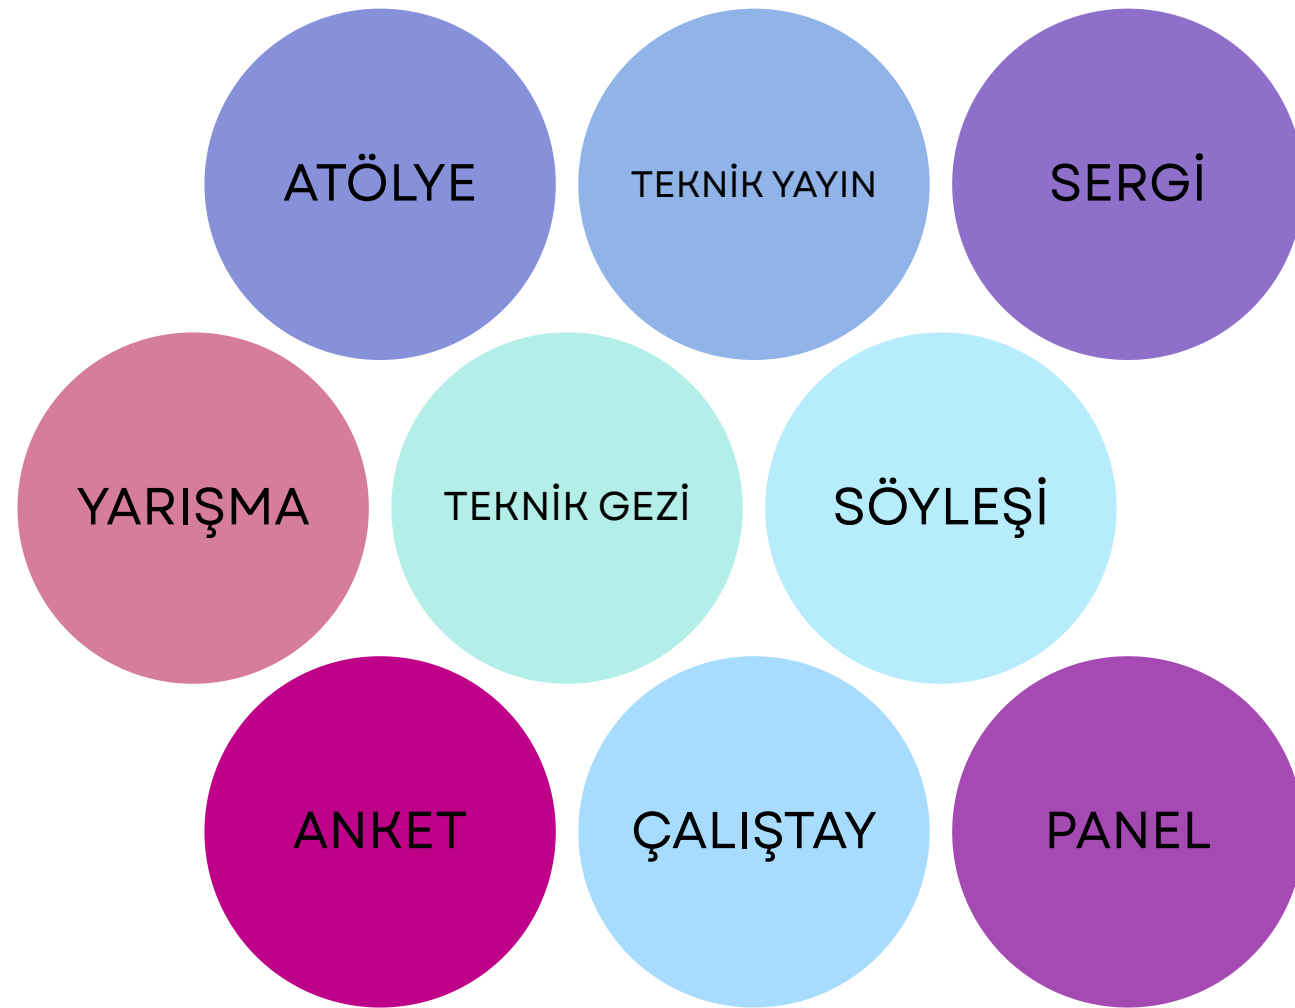 ATÖLYE
TEKNİK YAYIN
SERGİ
YARIŞMA
TEKNİK GEZİ
SÖYLEŞİ
ANKET
ÇALIŞTAY
PANEL